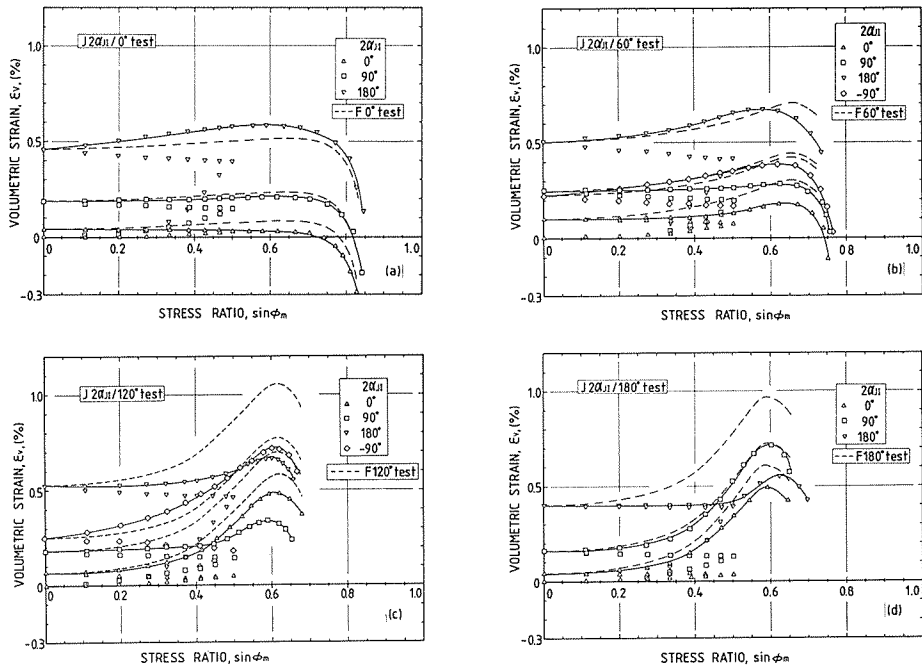 1.0
J2αJ1/0° test
2αJ1
0°
90°
180°
F0° test
VOLUMETRIC STRAIN, εv, (%)
0.5
0
-0.3
0
0.2
0.4
0.6
0.8
1.0
(a)
STRESS RATIO, sinϕm
1.0
J2αJ1/60° test
2αJ1
0°
90°
180°
-90°
F60° test
VOLUMETRIC STRAIN, εv, (%)
0.5
0
-0.3
0
0.2
0.4
0.6
0.8
1.0
(b)
STRESS RATIO, sinϕm
1.0
J2αJ1/120° test
2αJ1
0°
90°
180°
-90°
F120° test
VOLUMETRIC STRAIN, εv, (%)
0.5
0
-0.3
0
0.2
0.4
0.6
0.8
1.0
(c)
STRESS RATIO, sinϕm
1.0
J2αJ1/180° test
2αJ1
0°
90°
180°
F180° test
VOLUMETRIC STRAIN, εv, (%)
0.5
0
-0.3
0
0.2
0.4
0.6
0.8
1.0
(d)
STRESS RATIO, sinϕm